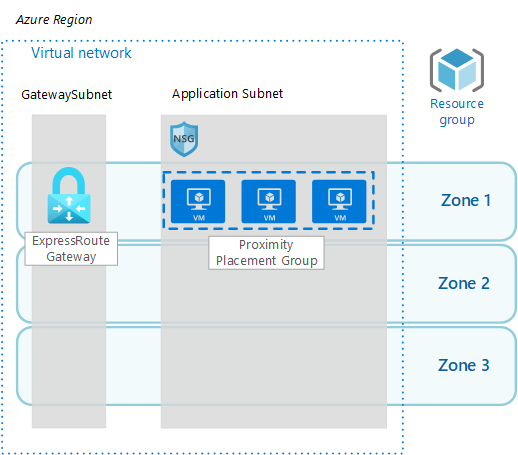 Azure Region
Virtual network
GatewaySubnet
Application Subnet
Resource
group
NSG
VM
VM
VM
Zone 1
ExpressRoute
Gateway
Proximity
Placement Group
Zone 2
Zone 3